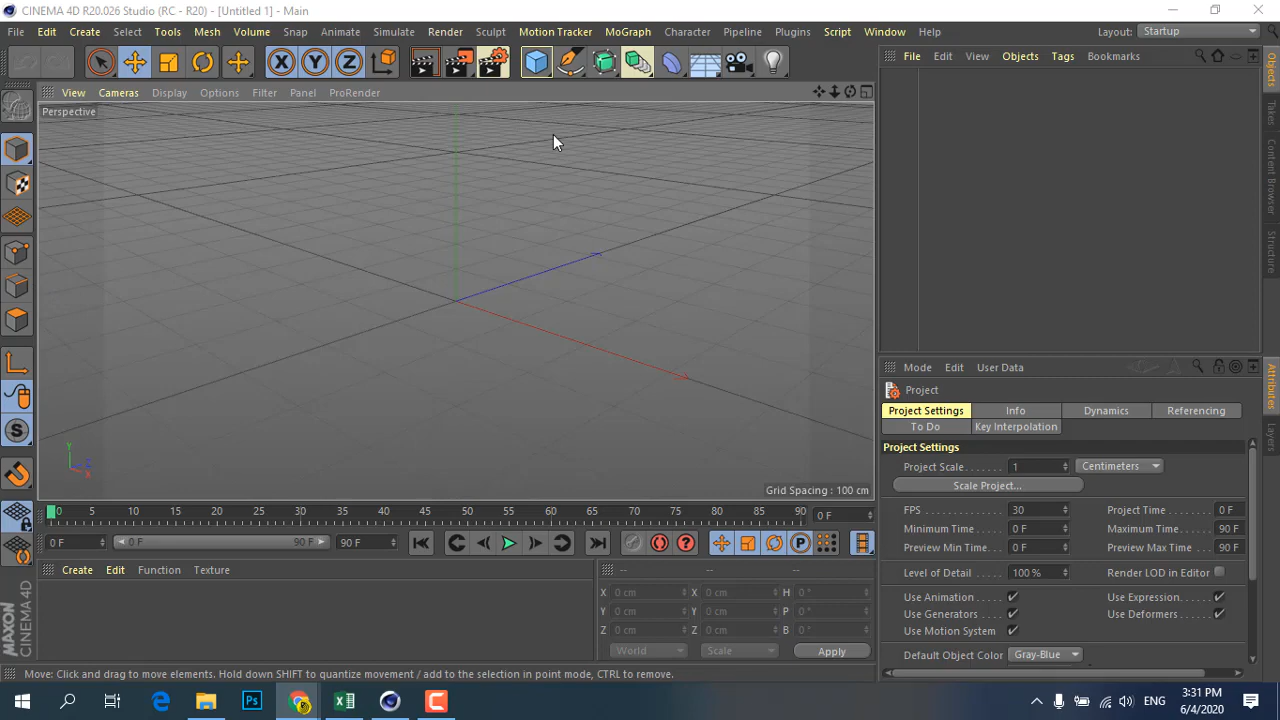 CINEMA 4D R20.026 Studio (RC - R20) - [Untitled 1] - Main
File Edit Create Select Tools Mesh Volume Snap Animate Simulate Render Sculpt Motion Tracker MoGraph Character Pipeline Plugins Script Window Help Layout: Startup
X Y Z
File Edit View Objects Tags Bookmarks
View Cameras Display Options Filter Panel ProRender
Perspective
Objects
Takes
Content Browser
Structure
Y
Z
X
Grid Spacing : 100 cm
Mode Edit User Data
Project
Project Settings Info Dynamics Referencing
To Do Key Interpolation
Project Settings
Project Scale . . . . . . . 1 Centimeters
Scale Project...
FPS . . . . . . . . . . . . . 30 Project Time . . 0 F
Minimum Time . . . 0 F Maximum Time . . 90 F
Preview Min Time . . 0 F Preview Max Time . . 90 F
Level of Detail . . . . . 100 % Render LOD in Editor
Use Animation . . . . . Use Expression. . . .
Use Generators . . . . Use Deformers . . . .
Use Motion System
Default Object Color Gray-Blue
Attributes
Layers
S
0 5 10 15 20 25 30 35 40 45 50 55 60 65 70 75 80 85 90 0 F
0 F 0 F 90 F 90 F
P
Create Edit Function Texture
-- -- --
X 0 cm X 0 cm H 0 °
Y 0 cm Y 0 cm P 0 °
Z 0 cm Z 0 cm B 0 °
World Scale Apply
MAXON
CINEMA 4D
Move: Click and drag to move elements. Hold down SHIFT to quantize movement / add to the selection in point mode, CTRL to remove.
Ps
ENG
3:31 PM
6/4/2020